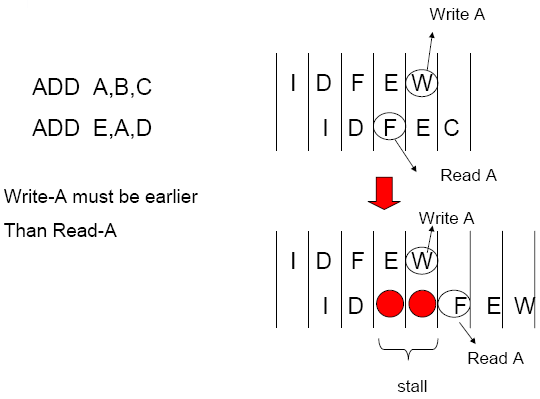 Write A
ADD A,B,C
I D F E W
ADD E,A,D
I D F E C
Read A
Write-A must be earlier
Than Read-A
Write A
I D F E W
I D F E W
Read A
stall